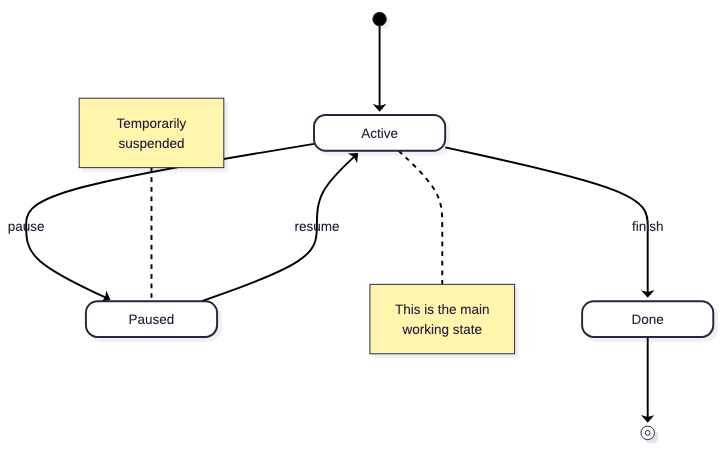 Temporarily
suspended
Active
pause
resume
finish
This is the main
working state
Paused
Done